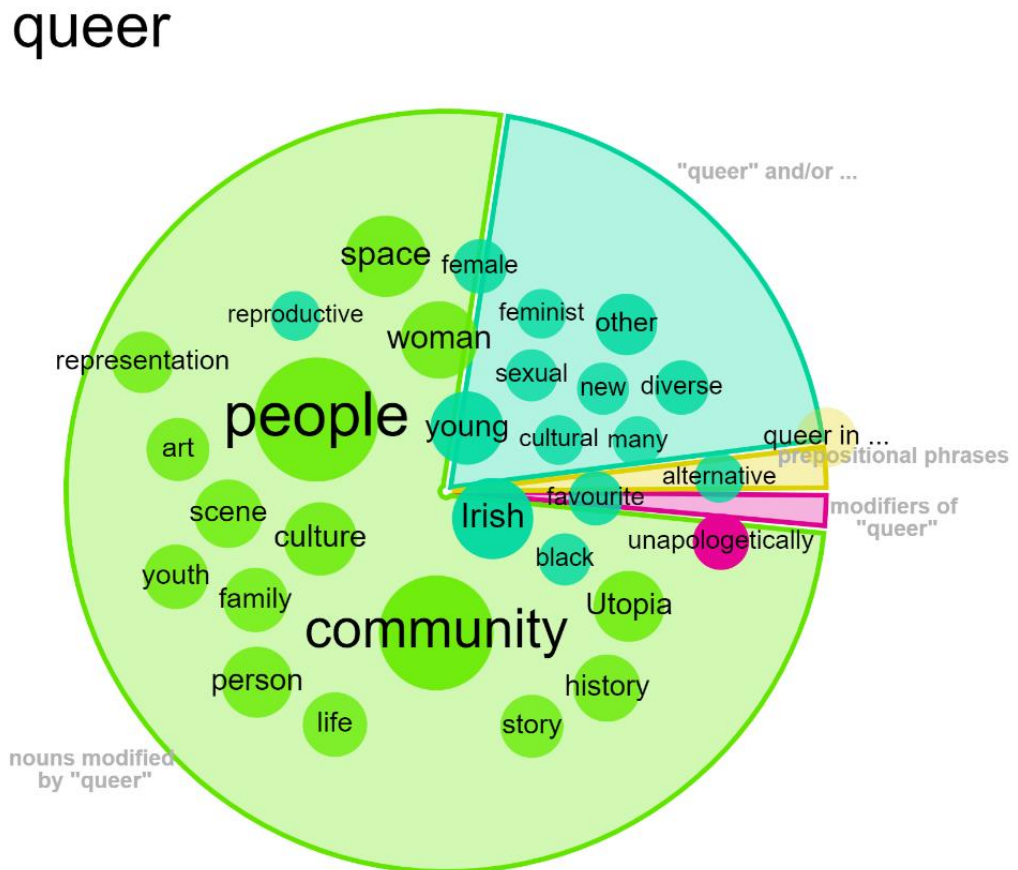 queer
"queer" and/or ...
space
female
reproductive
feminist
other
woman
representation
sexual
new
diverse
people
young
cultural
many
queer in ...
art
prepositional phrases
alternative
favourite
modifiers of
"queer"
scene
Irish
culture
unapologetically
black
youth
family
Utopia
community
person
history
life
story
nouns modified
by "queer"